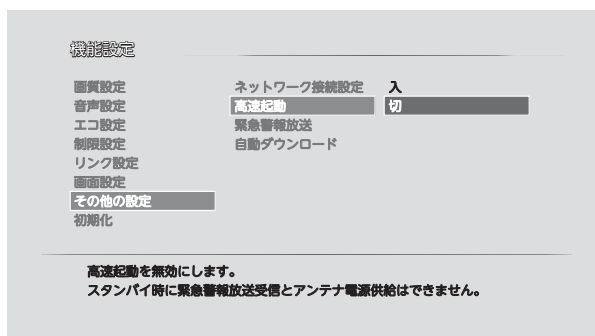 機能設定
画質設定
音声設定
エコ設定
制限設定
リンク設定
画面設定
その他の設定
初期化
ネットワーク接続設定
高速起動
緊急警報放送
自動ダウンロード
入
切
高速起動を無効にします。
スタンバイ時に緊急警報放送受信とアンテナ電源供給はできません。